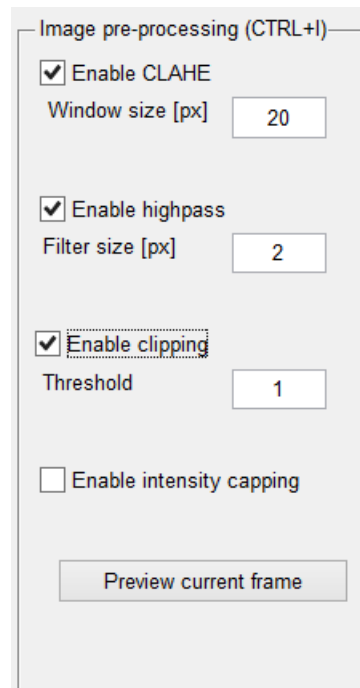 Image pre-processing (CTRL+I)
Enable CLAHE
Window size [px] 20
Enable highpass
Filter size [px] 2
Enable clipping
Threshold 1
Enable intensity capping
Preview current frame